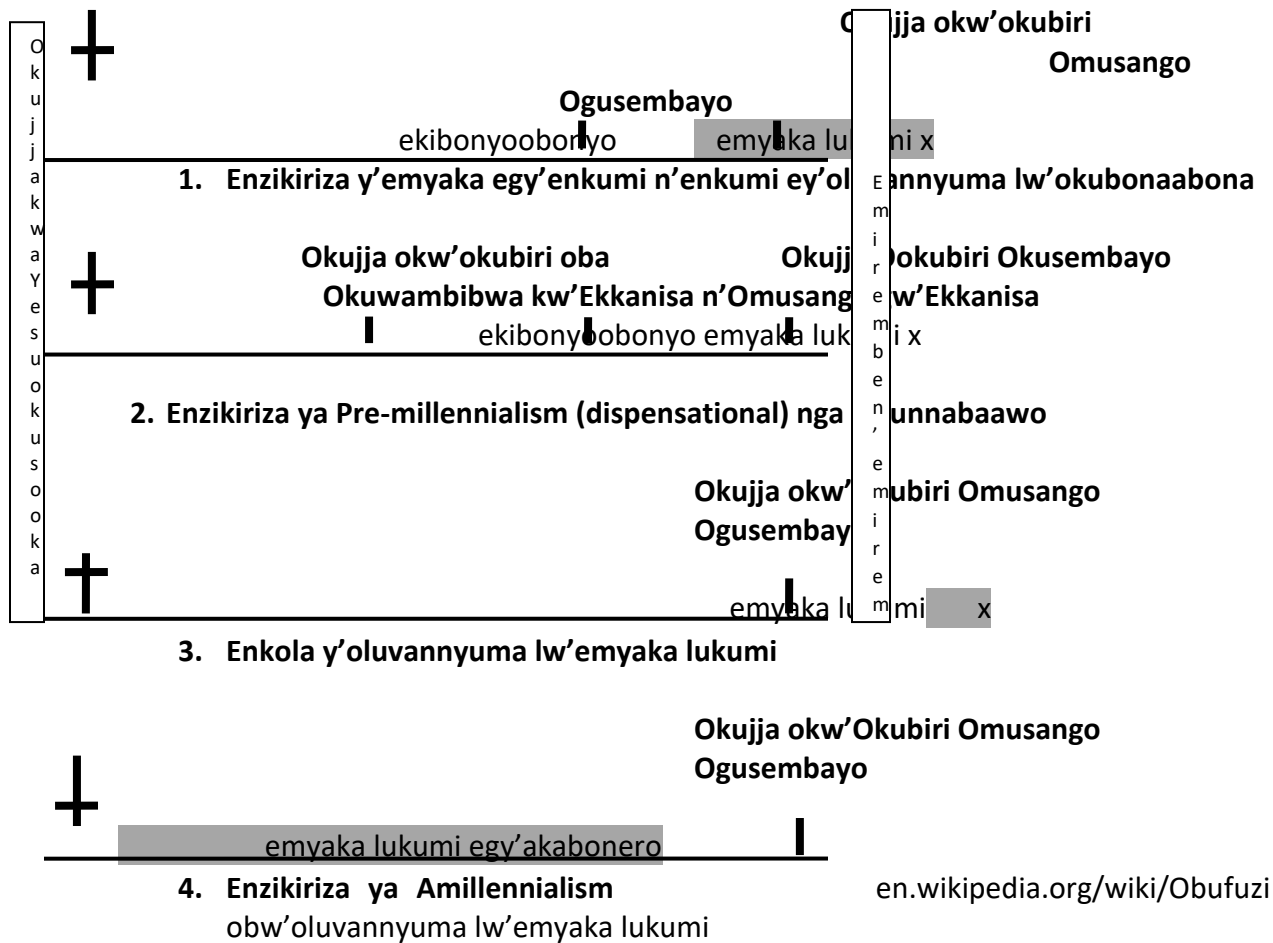 Okujja kwa Yesu okusooka
Okujja okw’okubiri
Omusango
Ogusembayo
ekibonyoobonyo emyaka lukumi x
1. Enzikiriza y’emyaka egy’enkumi n’enkumi ey’oluvannyuma lw’okubonaabona
Okujja okw’okubiri oba Okujja Okusembayo
Okuwambibwa kw’Ekkanisa n’Omusango gw’Ekkanisa
ekibonyoobonyo emyaka lukumi x
2. Enzikiriza ya Pre-millennialism (dispensational) nga
Okujja okw’okubiri Omusango
Ogusembayo
emyaka lukumi x
3. Enkola y’oluvannyuma lw’emyaka lukumi
Okujja okw’Okubiri Omusango
Ogusembayo
emyaka lukumi egy’akabonero
4. Enzikiriza ya Amillennialism en.wikipedia.org/wiki/Obufuzi
obw’oluvannyuma lw’emyaka lukumi
Emirembe n’ emirem